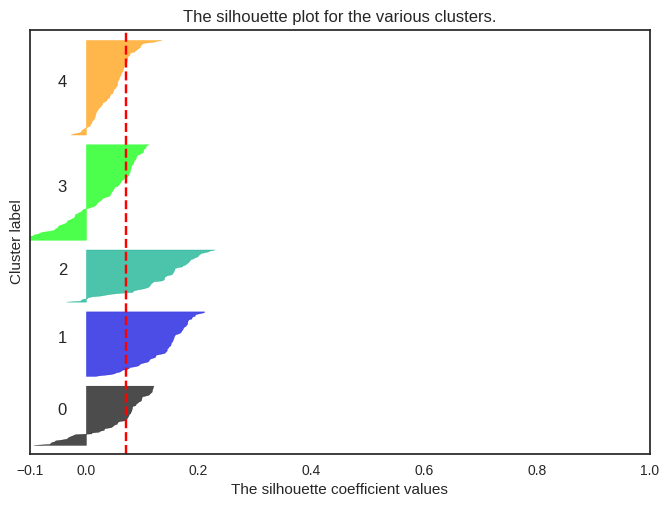 The silhouette plot for the various clusters.
4
3
2
1
0
Cluster label
−0.1 0.0 0.2 0.4 0.6 0.8 1.0
The silhouette coefficient values